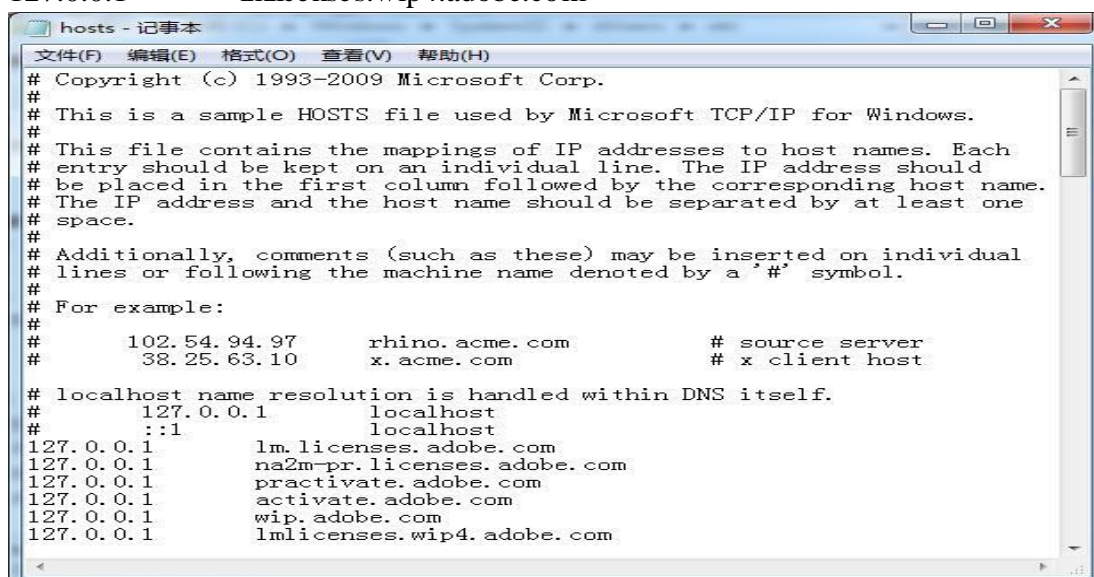 127.0.0.1 lmlicenses.wip4.adobe.com
hosts - 记事本
文件(F) 编辑(E) 格式(O) 查看(V) 帮助(H)
# Copyright (c) 1993-2009 Microsoft Corp.
#
# This is a sample HOSTS file used by Microsoft TCP/IP for Windows.
#
# This file contains the mappings of IP addresses to host names. Each
# entry should be kept on an individual line. The IP address should
# be placed in the first column followed by the corresponding host name.
# The IP address and the host name should be separated by at least one
# space.
#
# Additionally, comments (such as these) may be inserted on individual
# lines or following the machine name denoted by a '#' symbol.
#
# For example:
#
# 102.54.94.97 rhino.acme.com # source server
# 38.25.63.10 x.acme.com # x client host
# localhost name resolution is handled within DNS itself.
# 127.0.0.1 localhost
# ::1 localhost
127.0.0.1 lm.licenses.adobe.com
127.0.0.1 na2m-pr.licenses.adobe.com
127.0.0.1 practivate.adobe.com
127.0.0.1 activate.adobe.com
127.0.0.1 wip.adobe.com
127.0.0.1 lmlicenses.wip4.adobe.com